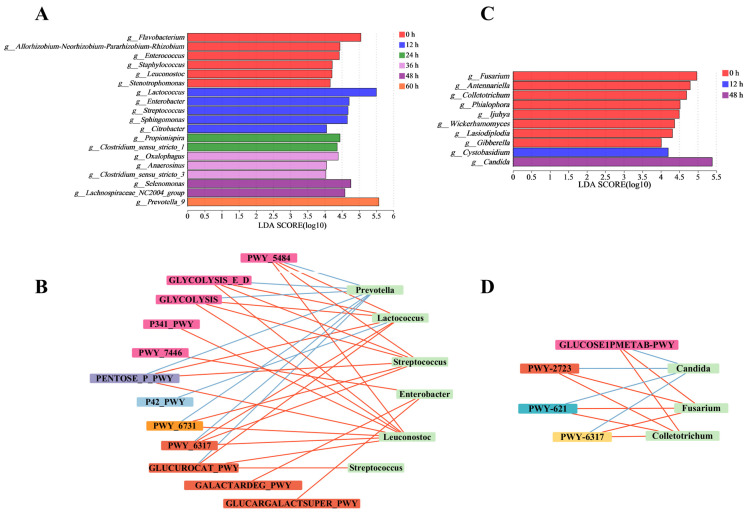 A
g__Flavobacterium
g__Allorhizobium-Neorhizobium-Pararhizobium-Rhizobium
g__Enterococcus
g__Staphylococcus
g__Leuconostoc
g__Stenotrophomonas
g__Lactococcus
g__Enterobacter
g__Streptococcus
g__Sphingomonas
g__Citrobacter
g__Propionispira
g__Clostridium_sensu_stricto_1
g__Oxalophagus
g__Anaerosinus
g__Clostridium_sensu_stricto_3
g__Selenomonas
g__Lachnospiraceae_NC2004_group
g__Prevotella_9
0 0.5 1 1.5 2 2.5 3 3.5 4 4.5 5 5.5 6
LDA SCORE(log10)
0 h
12 h
24 h
36 h
48 h
60 h
C
g__Fusarium
g__Antennariella
g__Colletotrichum
g__Phialophora
g__Ijuhya
g__Wickerhamomyces
g__Lasiodiplodia
g__Gibberella
g__Cystobasidium
g__Candida
0 0.5 1 1.5 2 2.5 3 3.5 4 4.5 5 5.5
LDA SCORE(log10)
0 h
12 h
48 h
B
PWY_5484
GLYCOLYSIS_E_D
GLYCOLYSIS
P341_PWY
PWY_7446
PENTOSE_P_PWY
P42_PWY
PWY_6731
PWY_6317
GLUCUROCAT_PWY
GALACTARDEG_PWY
GLUCARGALACTSUPER_PWY
Prevotella
Lactococcus
Streptococcus
Enterobacter
Leuconostoc
Streptococcus
D
GLUCOSE1PMETAB-PWY
PWY-2723
PWY-621
PWY-6317
Candida
Fusarium
Colletotrichum